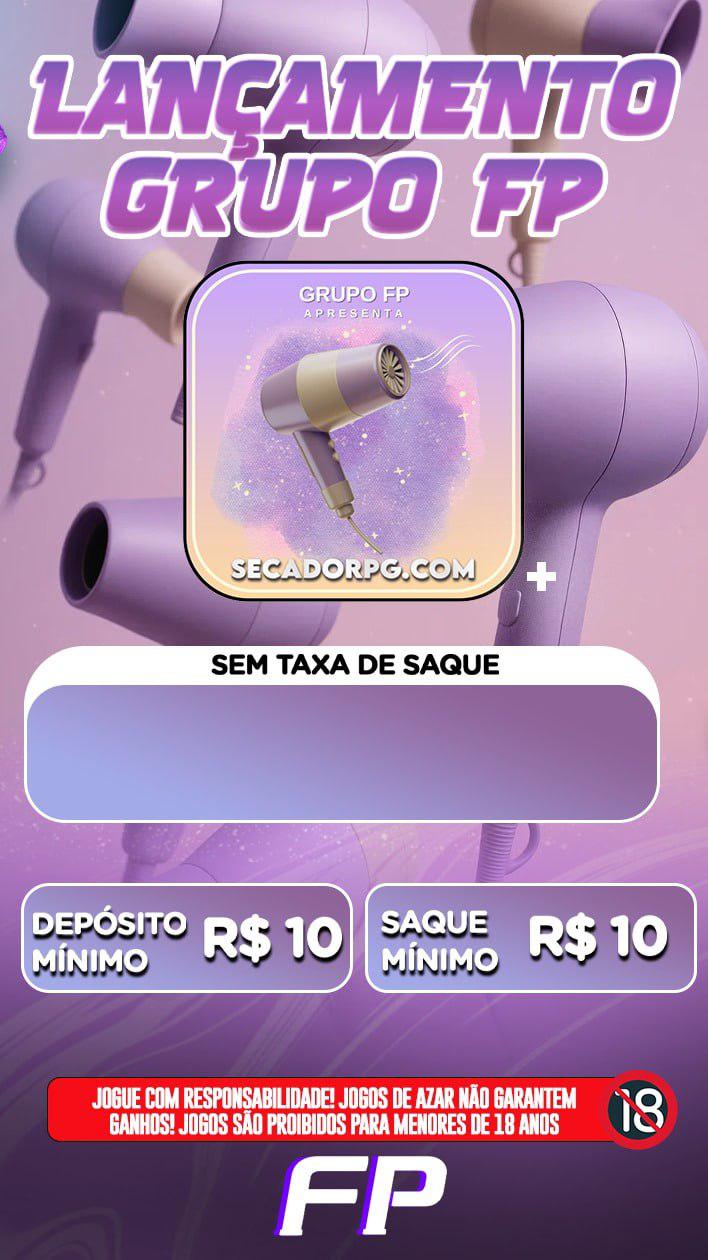 LANÇAMENTO
GRUPO FP
GRUPO FP
APRESENTA
SECADORPG.COM
+
SEM TAXA DE SAQUE
DEPÓSITO
MÍNIMO
R$ 10
SAQUE
MÍNIMO
R$ 10
JOGUE COM RESPONSABILIDADE! JOGOS DE AZAR NÃO GARANTEM
GANHOS! JOGOS SÃO PROIBIDOS PARA MENORES DE 18 ANOS
18
FP